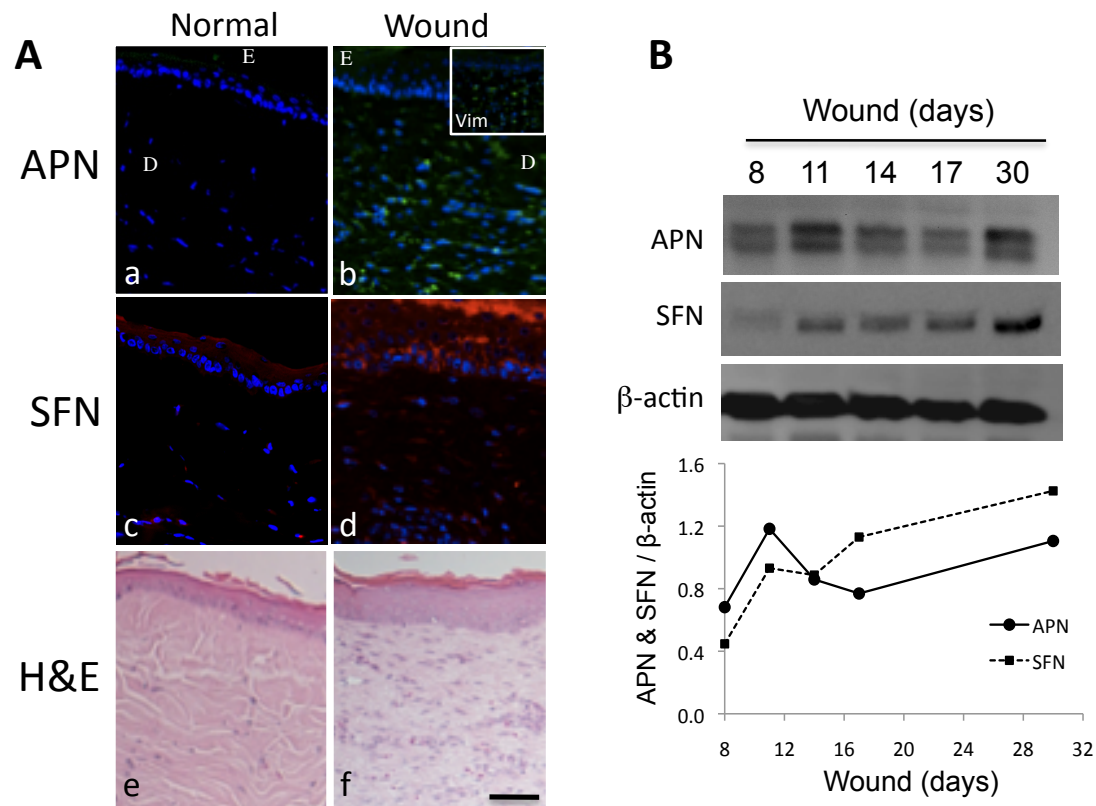 A
Normal
Wound
APN
E
D
a
E
Vim
D
b
SFN
c
d
H&E
e
f
B
Wound (days)
8 11 14 17 30
APN
SFN
β-actin
APN & SFN / β-actin
1.6
1.2
0.8
0.4
0.0
APN
SFN
8 12 16 20 24 28 32
Wound (days)